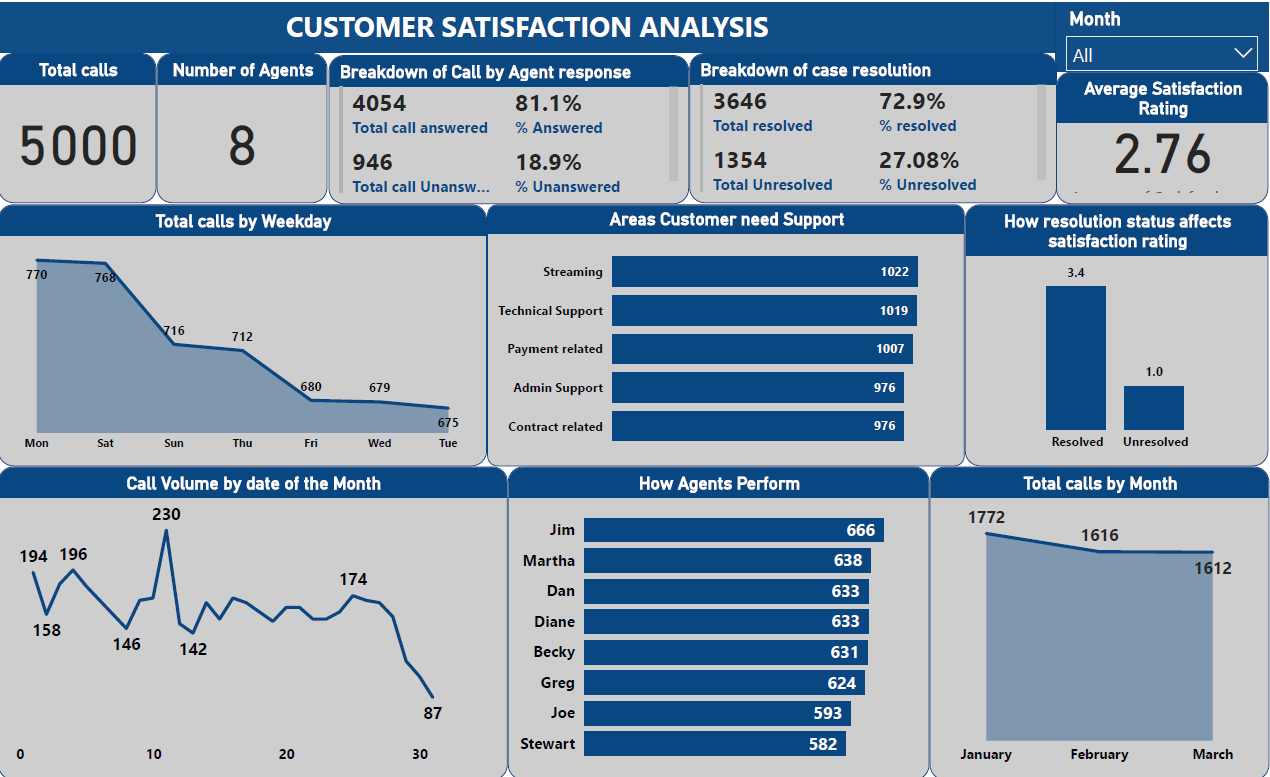 CUSTOMER SATISFACTION ANALYSIS
Month
All
Total calls
5000
Number of Agents
8
Breakdown of Call by Agent response
4054
81.1%
Total call answered
% Answered
946
18.9%
Total call Unansw...
% Unanswered
Breakdown of case resolution
3646
72.9%
Total resolved
% resolved
1354
27.08%
Total Unresolved
% Unresolved
Average Satisfaction
Rating
2.76
Total calls by Weekday
770
768
716
712
680
679
675
Mon
Sat
Sun
Thu
Fri
Wed
Tue
Areas Customer need Support
Streaming
1022
Technical Support
1019
Payment related
1007
Admin Support
976
Contract related
976
How resolution status affects
satisfaction rating
3.4
1.0
Resolved
Unresolved
Call Volume by date of the Month
230
194
196
174
158
146
142
87
0
10
20
30
How Agents Perform
Jim
666
Martha
638
Dan
633
Diane
633
Becky
631
Greg
624
Joe
593
Stewart
582
Total calls by Month
1772
1616
1612
January
February
March